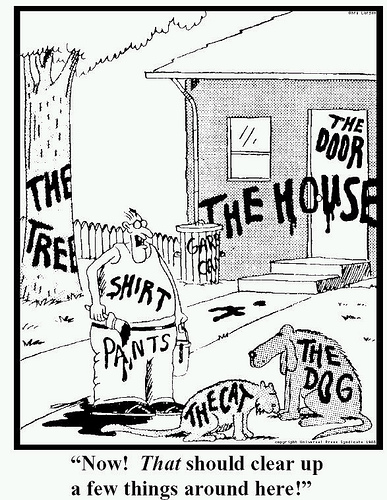 THE
DOOR
THE HOUSE
THE
TREE
GARB
CAN
SHIRT
PANTS
THE CAT
THE
DOG
"Now! That should clear up
a few things around here!"